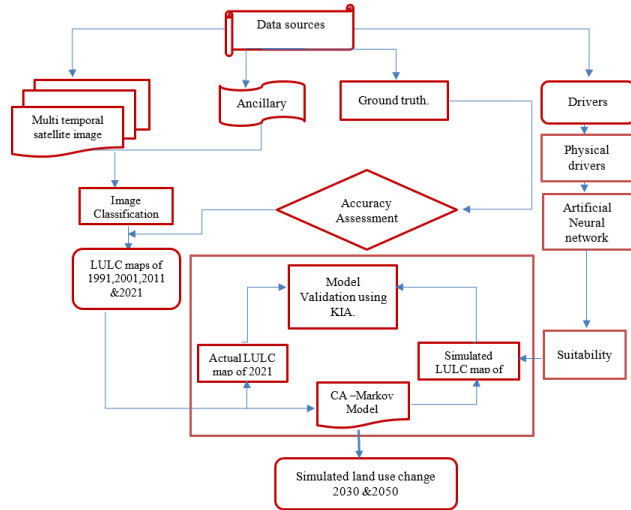 Data sources
Multi temporal
satellite image
Ancillary
Ground truth.
Drivers
Physical
drivers
Image
Classification
Accuracy
Assessment
Artificial
Neural
network
LULC maps of
1991,2001,2011
&2021
Model
Validation using
KIA.
Actual LULC
map of 2021
Simulated
LULC map of
Suitability
CA –Markov
Model
Simulated land use change
2030 &2050